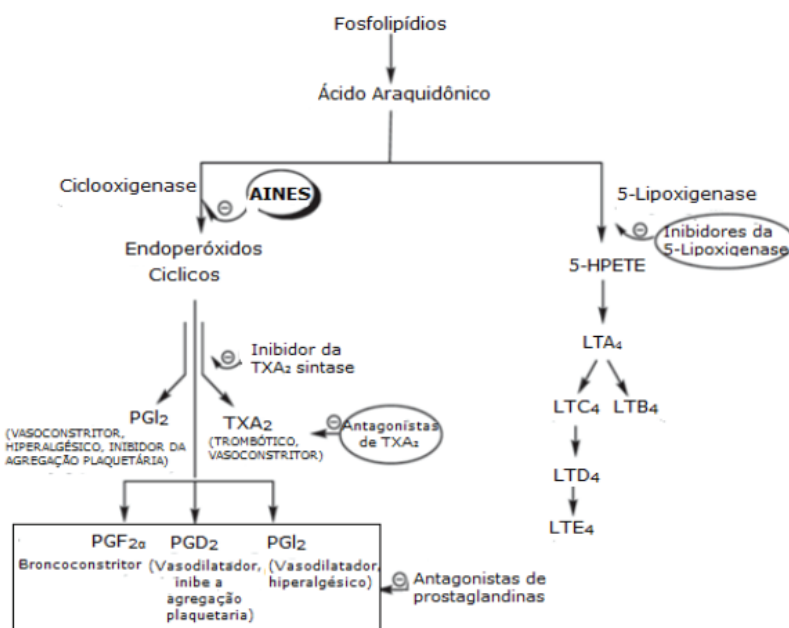 Fosfolipídios
Ácido Araquidônico
Ciclooxigenase
AINES
Endoperóxidos
Ciclicos
Inibidor da
TXA₂ sintase
PGl₂
(VASOCONSTRITOR,
HIPERALGÉSICO, INIBIDOR DA
AGREGAÇÃO PLAQUETÁRIA)
TXA₂
(TROMBÓTICO,
VASOCONSTRITOR)
Antagonistas
de TXA₂
PGF₂α
Broncoconstritor
PGD₂
(Vasodilatador,
inibe a
agregação
plaquetaria)
PGl₂
(Vasodilatador,
hiperalgésico)
Antagonistas de
prostaglandinas
5-Lipoxigenase
Inibidores da
5-Lipoxigenase
5-HPETE
LTA₄
LTC₄
LTB₄
LTD₄
LTE₄